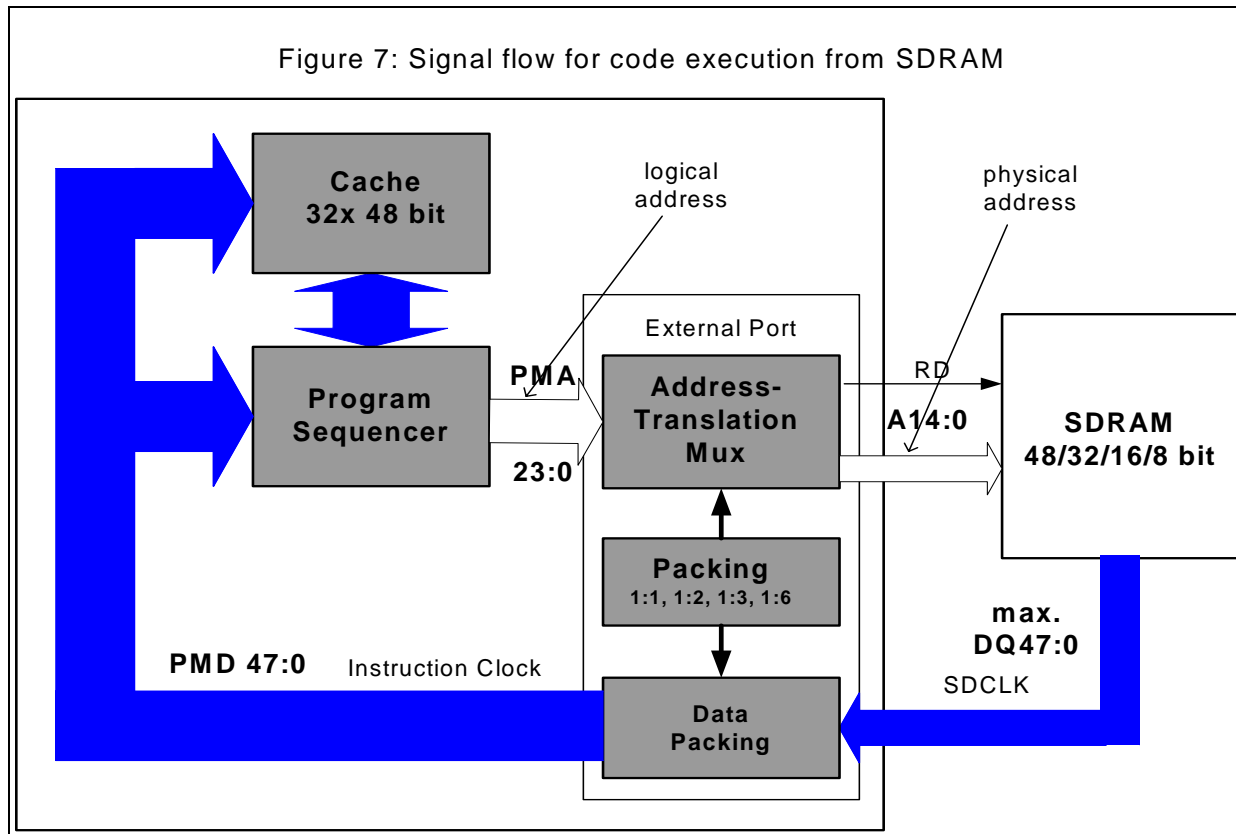 Figure 7: Signal flow for code execution from SDRAM
Cache
32x 48 bit
logical
address
physical
address
External Port
Program
Sequencer
PMA
23:0
Address-
Translation
Mux
RD
A14:0
SDRAM
48/32/16/8 bit
Packing
1:1, 1:2, 1:3, 1:6
max.
DQ47:0
SDCLK
PMD 47:0
Instruction Clock
Data
Packing